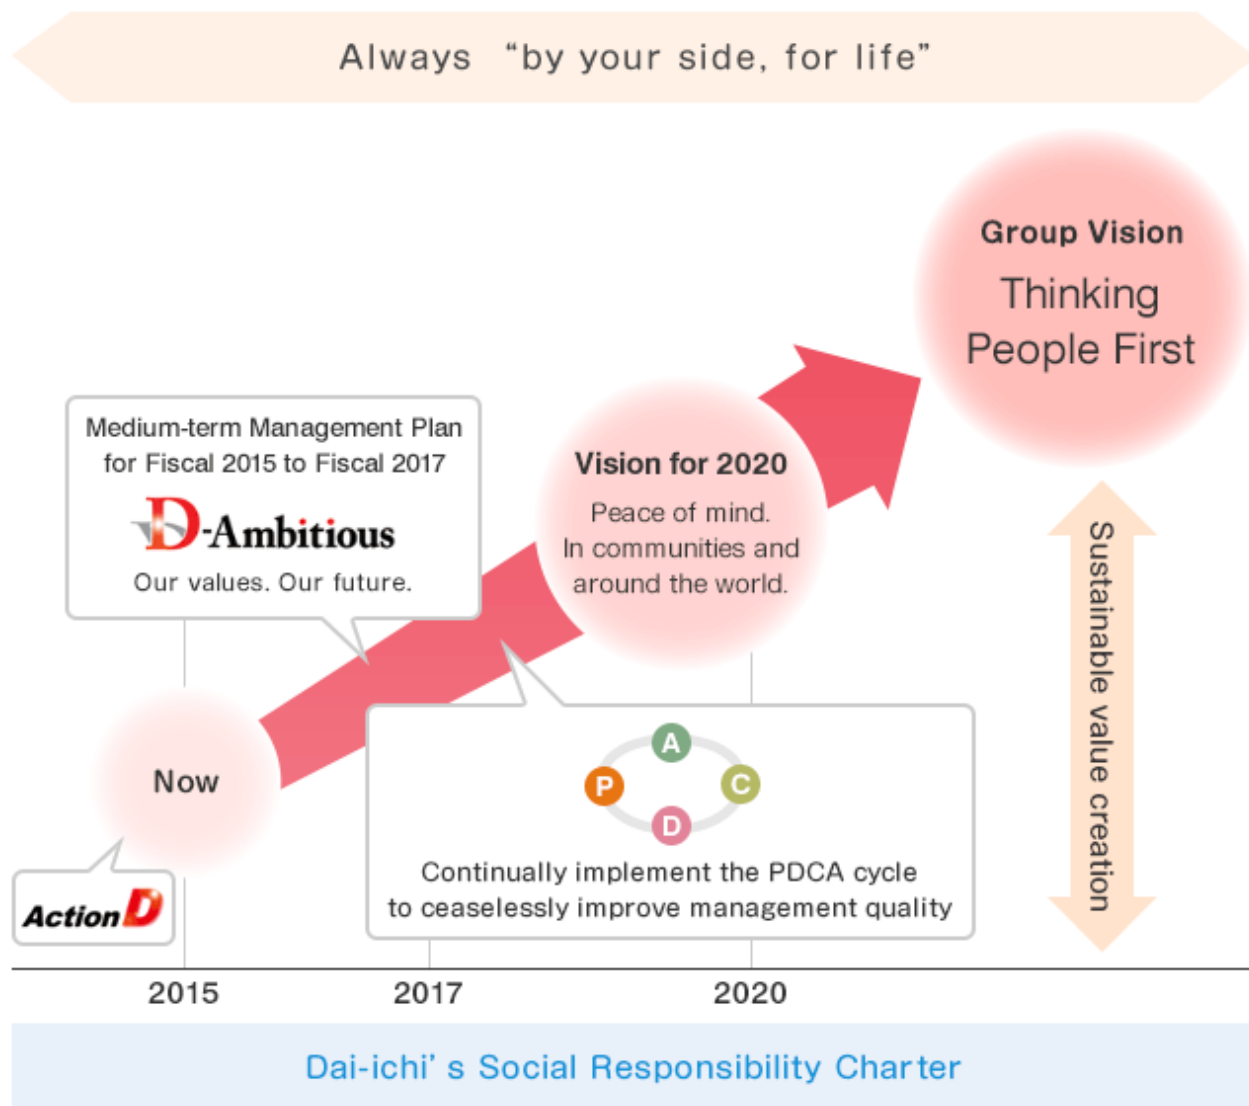 Always “by your side, for life”
Group Vision
Thinking
People First
Medium-term Management Plan
for Fiscal 2015 to Fiscal 2017
D-Ambitious
Our values. Our future.
Vision for 2020
Peace of mind.
In communities and
around the world.
Sustainable value creation
Now
Action D
A
P
C
D
Continually implement the PDCA cycle
to ceaselessly improve management quality
2015
2017
2020
Dai-ichi’ s Social Responsibility Charter